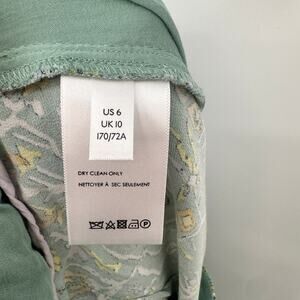 US 6
UK 10
170/72A
DRY CLEAN ONLY
NETTOYER À SEC SEULEMENT